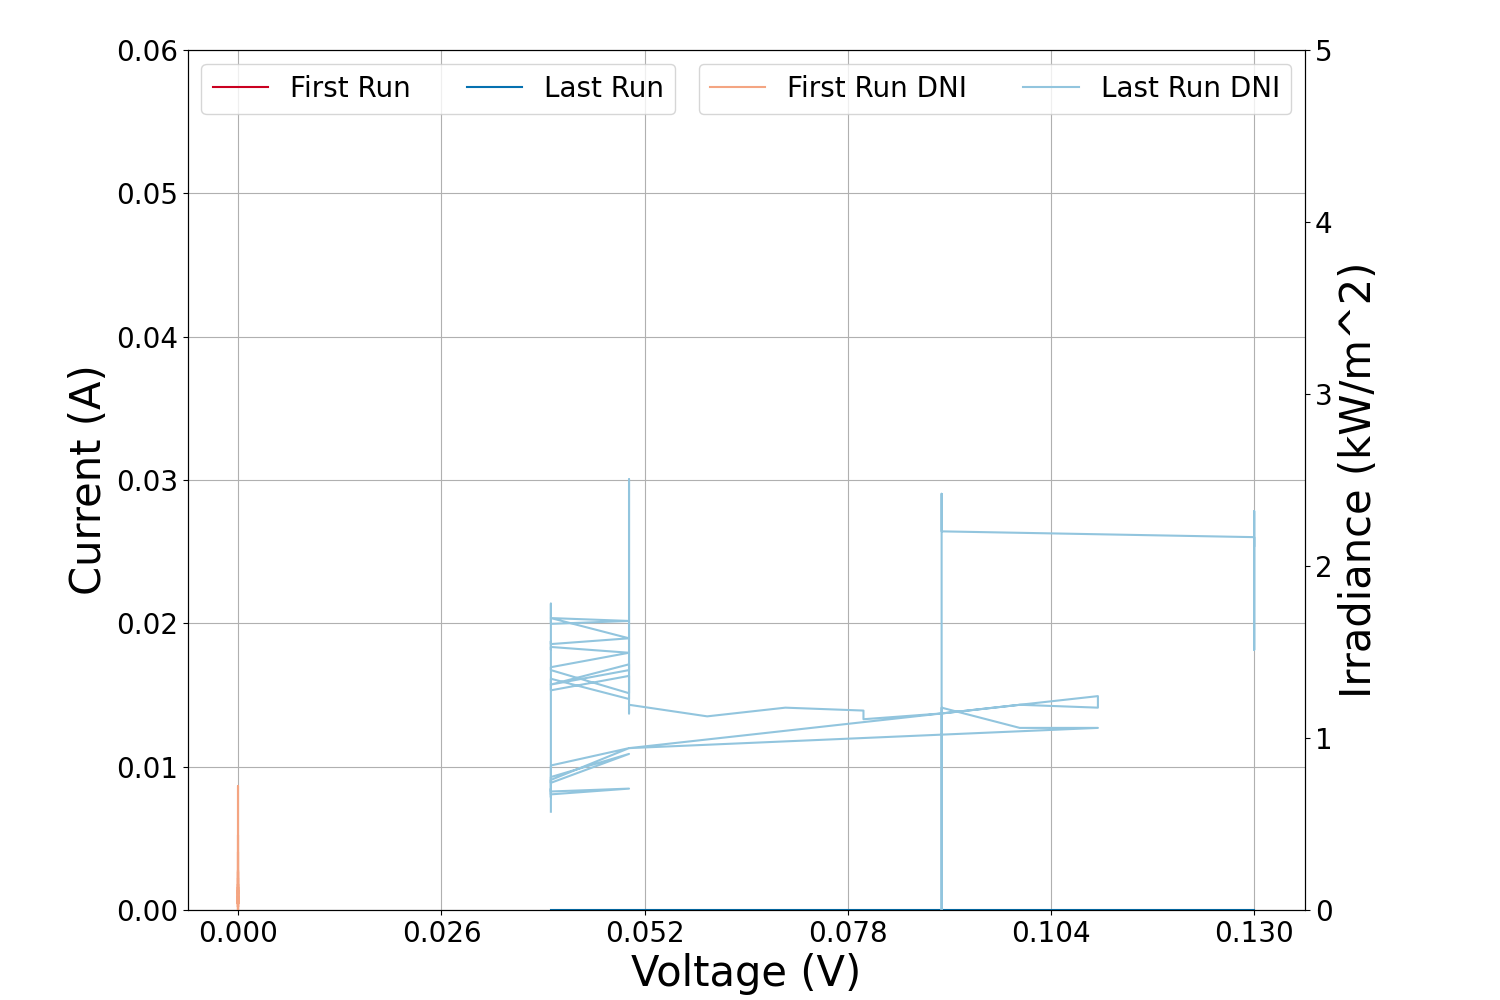 First Run
Last Run
First Run DNI
Last Run DNI
0.06
0.05
0.04
0.03
0.02
0.01
0.00
Current (A)
5
4
3
2
1
0
Irradiance (kW/m^2)
0.000 0.026 0.052 0.078 0.104 0.130
Voltage (V)